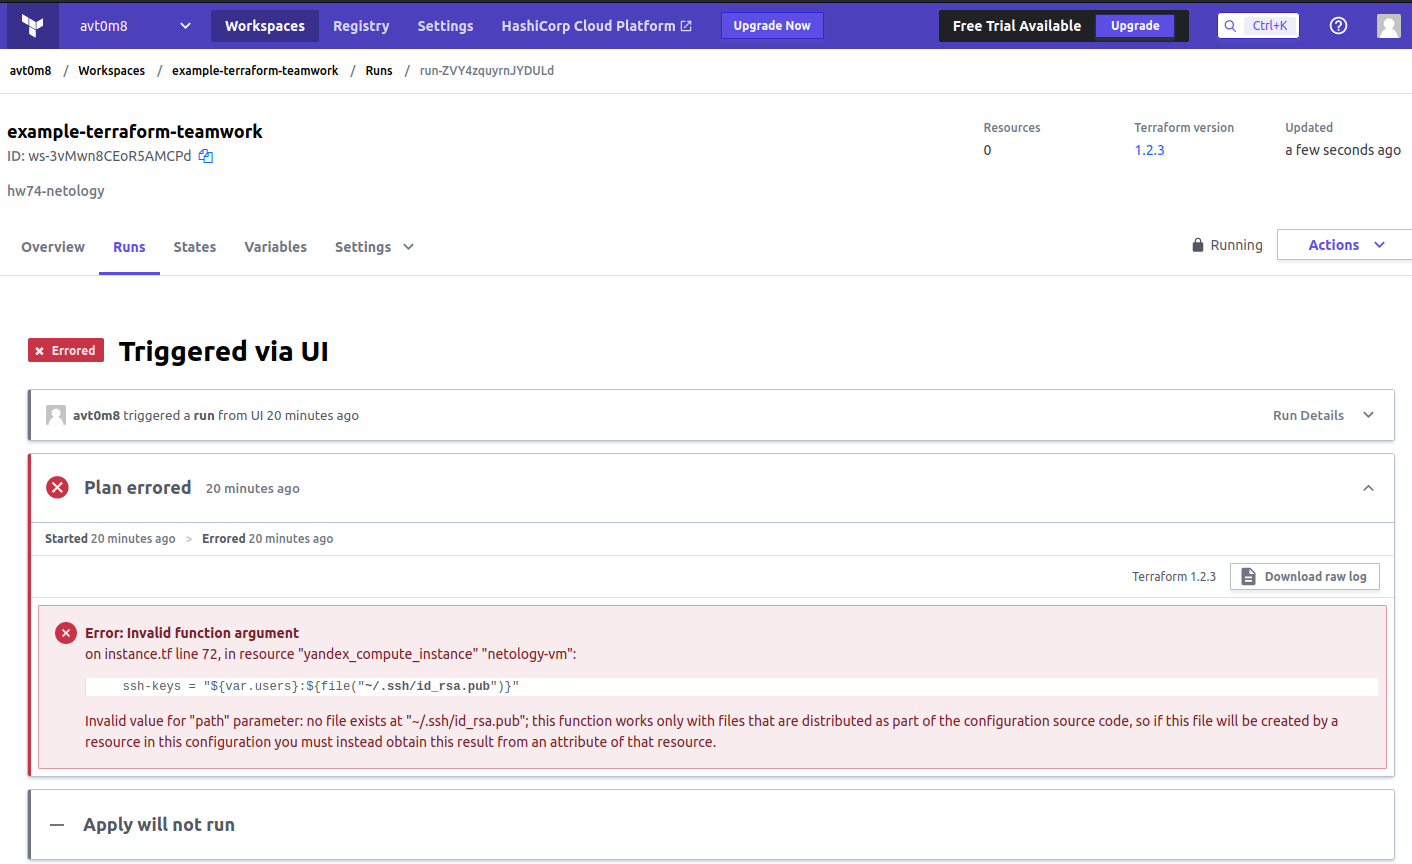 avt0m8 Workspaces Registry Settings HashiCorp Cloud Platform Upgrade Now Free Trial Available Upgrade Ctrl+K
avt0m8 / Workspaces / example-terraform-teamwork / Runs / run-ZVY4zquyrnJYDULd
example-terraform-teamwork
ID: ws-3vMwn8CEoR5AMCPd
hw74-netology
Resources Terraform version Updated
0 1.2.3 a few seconds ago
Overview Runs States Variables Settings Running Actions
Errored Triggered via UI
avt0m8 triggered a run from UI 20 minutes ago Run Details
Plan errored 20 minutes ago
Started 20 minutes ago > Errored 20 minutes ago
Terraform 1.2.3 Download raw log
Error: Invalid function argument
on instance.tf line 72, in resource "yandex_compute_instance" "netology-vm":
ssh-keys = "${var.users}:${file("~/.ssh/id_rsa.pub")}"
Invalid value for "path" parameter: no file exists at "~/.ssh/id_rsa.pub"; this function works only with files that are distributed as part of the configuration source code, so if this file will be created by a
resource in this configuration you must instead obtain this result from an attribute of that resource.
Apply will not run